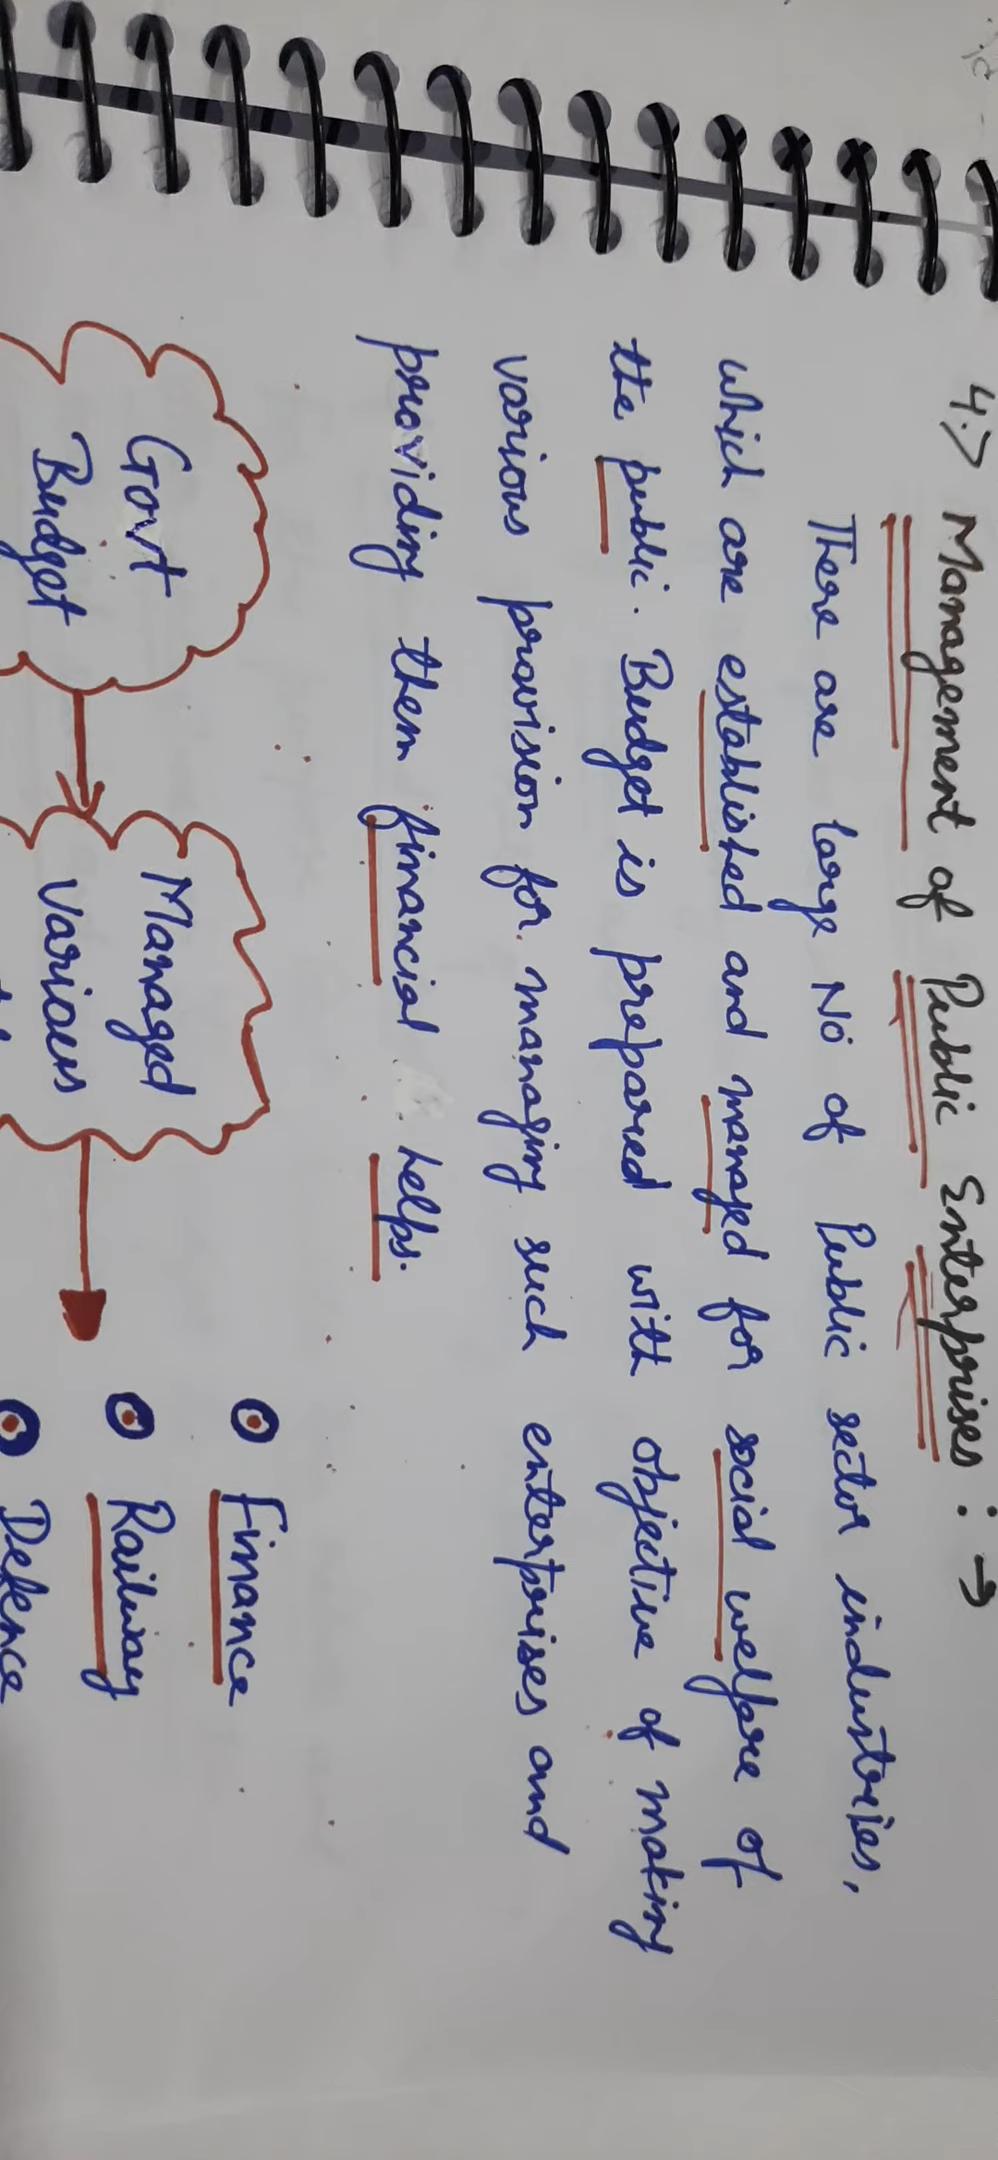 4.> Management of Public Enterprises : →
There are large No of Public sector industries,
which are established and managed for social welfare of
the public. Budget is prepared with objective of making
various provision for managing such enterprises and
providing them financial helps.
Govt
Budget
Managed
Various
Finance
Railway
Defence